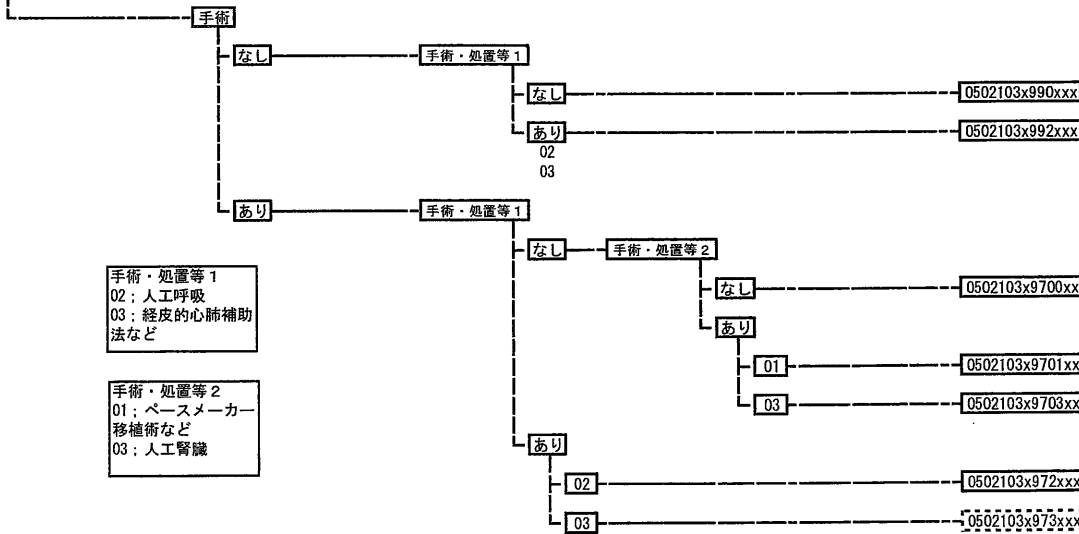 手術
なし
手術・処置等1
なし
0502103x990xxx
あり
0502103x992xxx
02
03
あり
手術・処置等1
なし
手術・処置等2
なし
0502103x9700xx
あり
01
0502103x9701xx
03
0502103x9703xx
あり
02
0502103x972xxx
03
0502103x973xxx
手術・処置等1
02;人工呼吸
03;経皮的心肺補助
法など
手術・処置等2
01;ペースメーカー
移植術など
03;人工腎臓